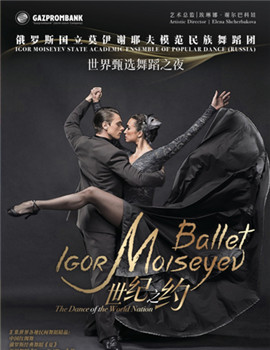 GAZPROMBANK
艺术总监|叶琳娜·谢尔巴科娃
Artistic Director | Elena Shcherbakova
俄罗斯国立莫伊谢耶夫模范民族舞蹈团
IGOR MOISEYEV STATE ACADEMIC ENSEMBLE OF POPULAR DANCE (RUSSIA)
世界甄选舞蹈之夜
Ballet
IGOR Moiseyev
世纪之约
The Dance of the World Nation